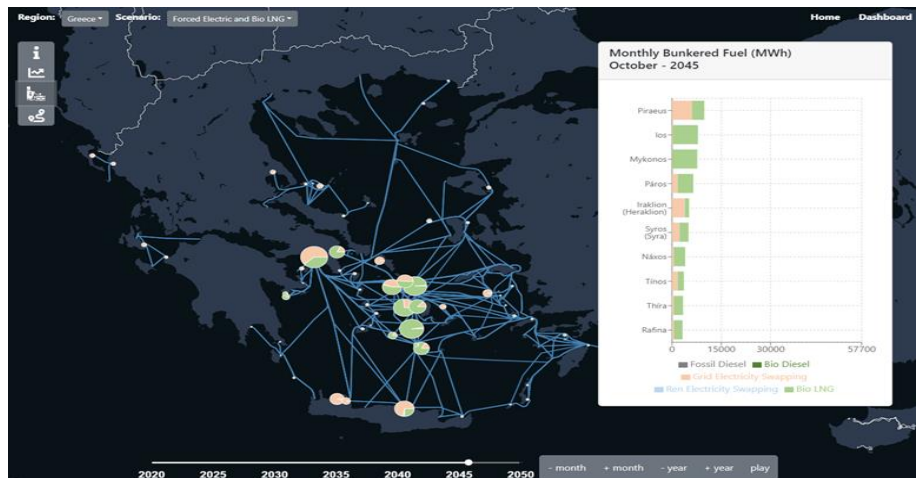 Region: Greece Scenario: Forced Electric and Bio LNG Home Dashboard
Monthly Bunkered Fuel (MWh)
October - 2045
Piraeus
Ios
Mykonos
Páros
Iraklion
(Heraklion)
Syros
(Syra)
Náxos
Tínos
Thíra
Rafína
0 15000 30000 57700
Fossil Diesel Bio Diesel
Grid Electricity Swapping
Ren Electricity Swapping Bio LNG
2020 2025 2030 2035 2040 2045 2050
- month + month - year + year play